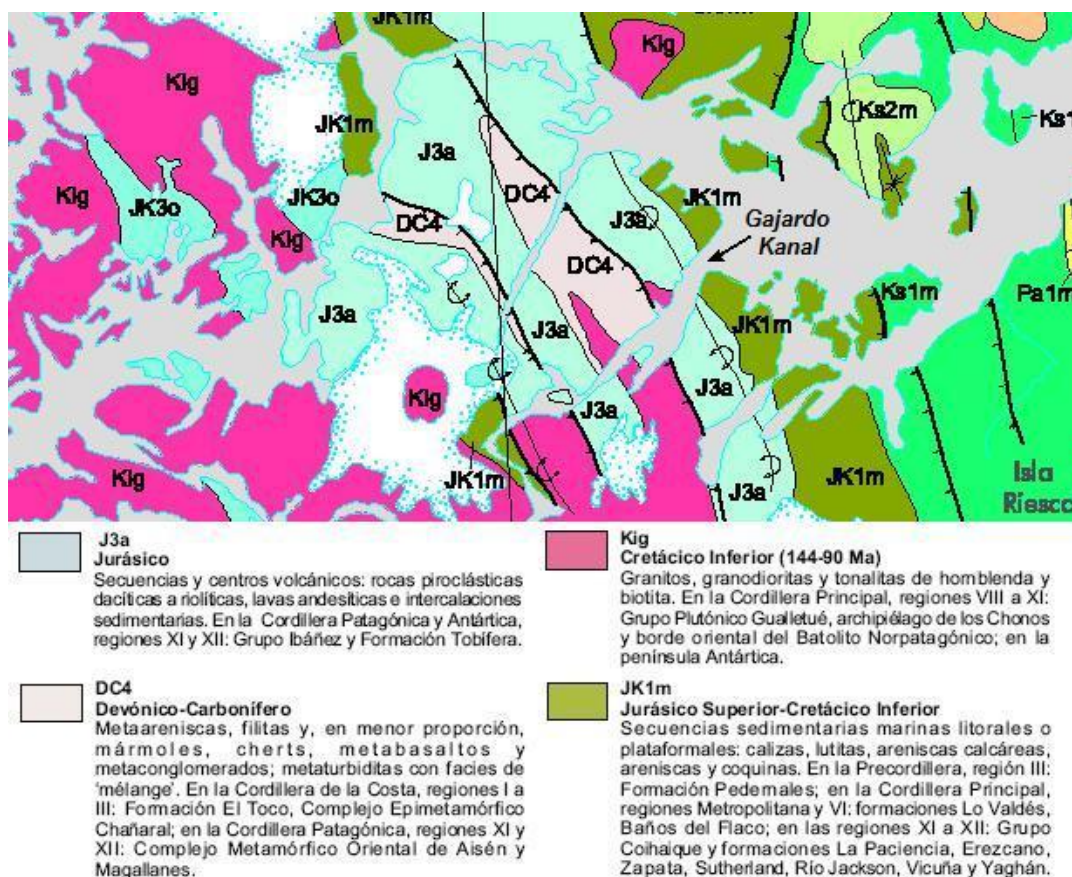 JK1m
Kig
Kig
Ks2m
Ks1
JK1m
J3a
Kig
JK3o
JK3o
DC4
JK1m
DC4
J3a
Gajardo
Kanal
Kig
DC4
J3a
Ks1m
Pa1m
JK1m
J3a
J3a
Kig
J3a
Kig
JK1m
J3a
JK1m
Isla
Riesco
J3a
Jurásico
Secuencias y centros volcánicos: rocas piroclásticas
dacíticas a riolíticas, lavas andesíticas e intercalaciones
sedimentarias. En la Cordillera Patagónica y Antártica,
regiones XI y XII: Grupo Ibáñez y Formación Tobífera.
DC4
Devónico-Carbonífero
Metaareniscas, filitas y, en menor proporción,
mármoles, cherts, metabasaltos y
metaconglomerados; metaturbiditas con facies de
'mélange'. En la Cordillera de la Costa, regiones I a
III: Formación El Toco, Complejo Epimetamórfico
Chañaral; en la Cordillera Patagónica, regiones XI y
XII: Complejo Metamórfico Oriental de Aisén y
Magallanes.
Kig
Cretácico Inferior (144-90 Ma)
Granitos, granodioritas y tonalitas de hornblenda y
biotita. En la Cordillera Principal, regiones VIII a XI:
Grupo Plutónico Gualletué, archipiélago de los Chonos
y borde oriental del Batolito Norpatagónico; en la
península Antártica.
JK1m
Jurásico Superior-Cretácico Inferior
Secuencias sedimentarias marinas litorales o
plataformales: calizas, lutitas, areniscas calcáreas,
areniscas y coquinas. En la Precordillera, región III:
Formación Pedernales; en la Cordillera Principal,
regiones Metropolitana y VI: formaciones Lo Valdés,
Baños del Flaco; en las regiones XI a XII: Grupo
Coihaique y formaciones La Paciencia, Erezcano,
Zapata, Sutherland, Río Jackson, Vicuña y Yaghán.